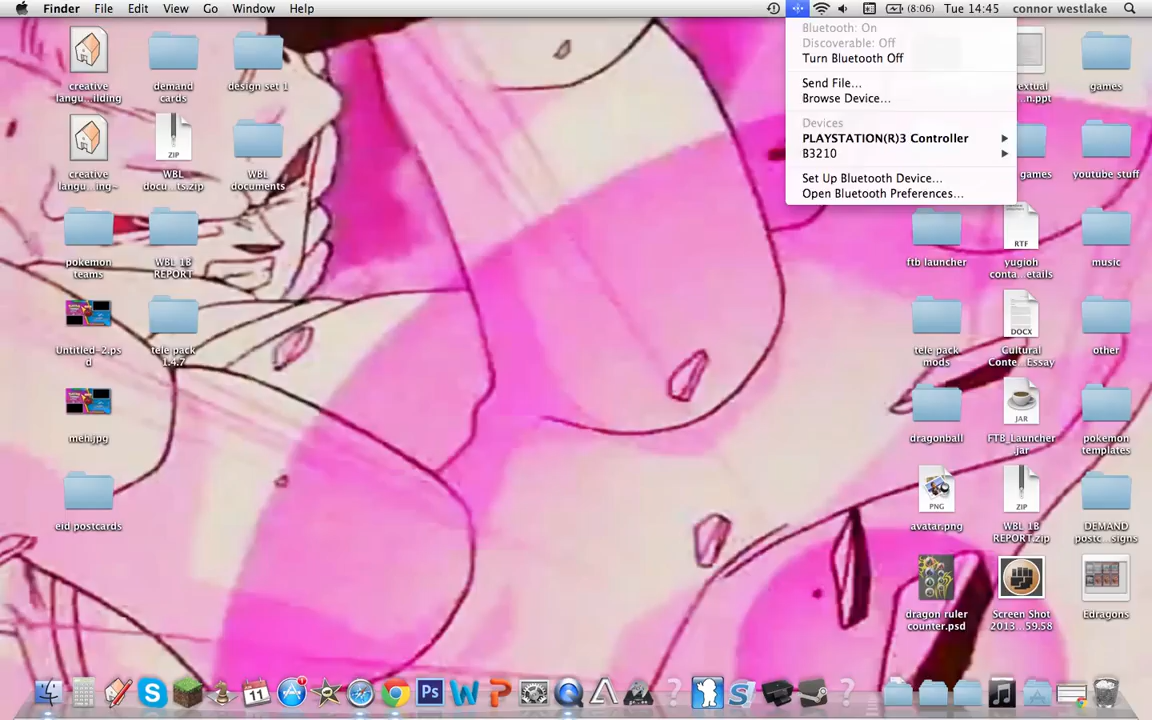 Finder File Edit View Go Window Help
(8:06) Tue 14:45 connor westlake
Bluetooth: On
Discoverable: Off
Turn Bluetooth Off
Send File...
Browse Device...
Devices
PLAYSTATION(R)3 Controller
B3210
Set Up Bluetooth Device...
Open Bluetooth Preferences...
creative
langu...ilding
demand
cards
design set 1
extual
...n.ppt
games
creative
langu...ing~
ZIP
WBL
docu...ts.zip
WBL
documents
games
youtube stuff
pokemon
teams
WBL 1B
REPORT
ftb launcher
RTF
yugioh
conta...etails
music
Untitled-2.ps
d
tele pack
1.4.7
tele pack
mods
DOCX
Cultural
Conte...Essay
other
meh.jpg
dragonball
JAR
FTB_Launcher
.jar
pokemon
templates
eid postcards
PNG
avatar.png
ZIP
WBL 1B
REPORT.zip
DEMAND
postc...signs
dragon ruler
counter.psd
Screen Shot
2013...59.58
Edragons
11
1
Ps